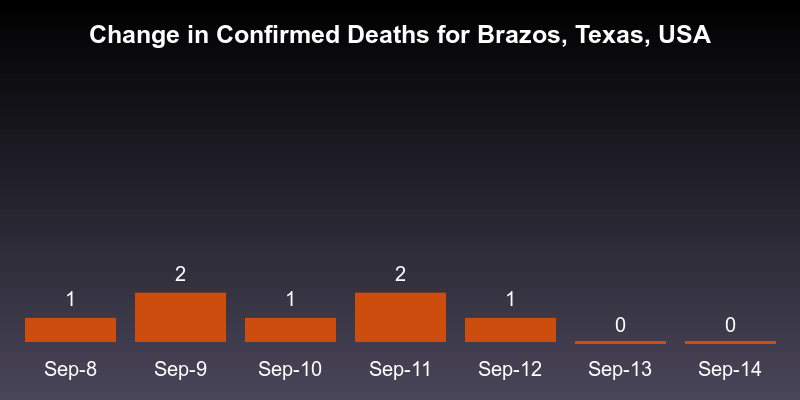 Change in Confirmed Deaths for Brazos, Texas, USA
1 2 1 2 1 0 0
Sep-8 Sep-9 Sep-10 Sep-11 Sep-12 Sep-13 Sep-14